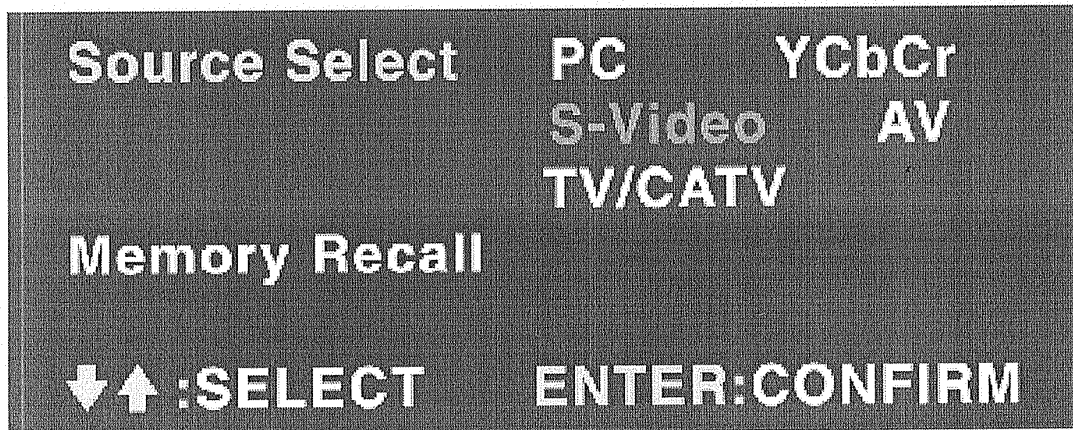 Source Select PC YCbCr
S-Video AV
TV/CATV
Memory Recall
:SELECT ENTER:CONFIRM